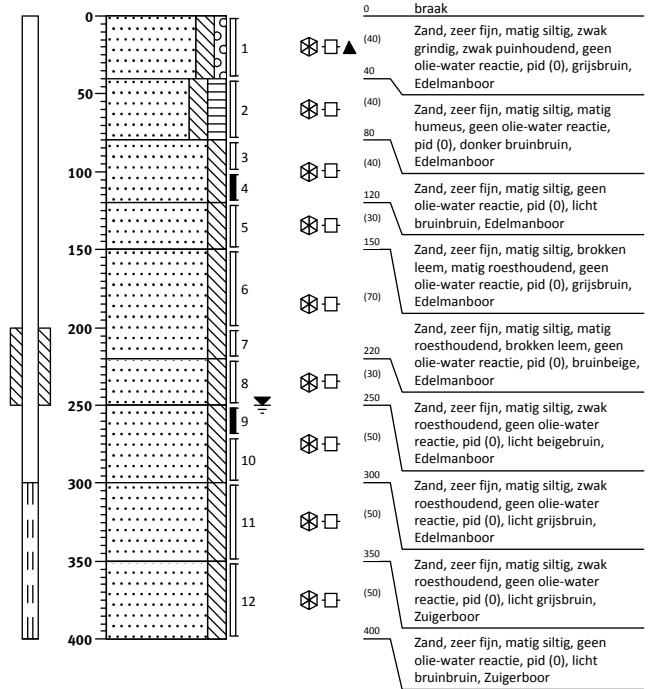 0
50
100
150
200
250
300
350
400
1
2
3
4
5
6
7
8
9
10
11
12
0 braak
(40) Zand, zeer fijn, matig siltig, zwak
grindig, zwak puinhoudend, geen
olie-water reactie, pid (0), grijsbruin,
40 Edelmanboor
(40) Zand, zeer fijn, matig siltig, matig
humeus, geen olie-water reactie,
80 pid (0), donker bruinbruin,
Edelmanboor
(40)
120 Zand, zeer fijn, matig siltig, geen
(30) olie-water reactie, pid (0), licht
bruinbruin, Edelmanboor
150 Zand, zeer fijn, matig siltig, brokken
leem, matig roesthoudend, geen
(70) olie-water reactie, pid (0), grijsbruin,
Edelmanboor
Zand, zeer fijn, matig siltig, matig
220 roesthoudend, brokken leem, geen
(30) olie-water reactie, pid (0), bruinbeige,
Edelmanboor
250 Zand, zeer fijn, matig siltig, zwak
(50) roesthoudend, geen olie-water
reactie, pid (0), licht beigebruin,
Edelmanboor
300 Zand, zeer fijn, matig siltig, zwak
(50) roesthoudend, geen olie-water
reactie, pid (0), licht grijsbruin,
Edelmanboor
350 Zand, zeer fijn, matig siltig, zwak
(50) roesthoudend, geen olie-water
reactie, pid (0), licht grijsbruin,
Zuigerboor
400 Zand, zeer fijn, matig siltig, geen
olie-water reactie, pid (0), licht
bruinbruin, Zuigerboor